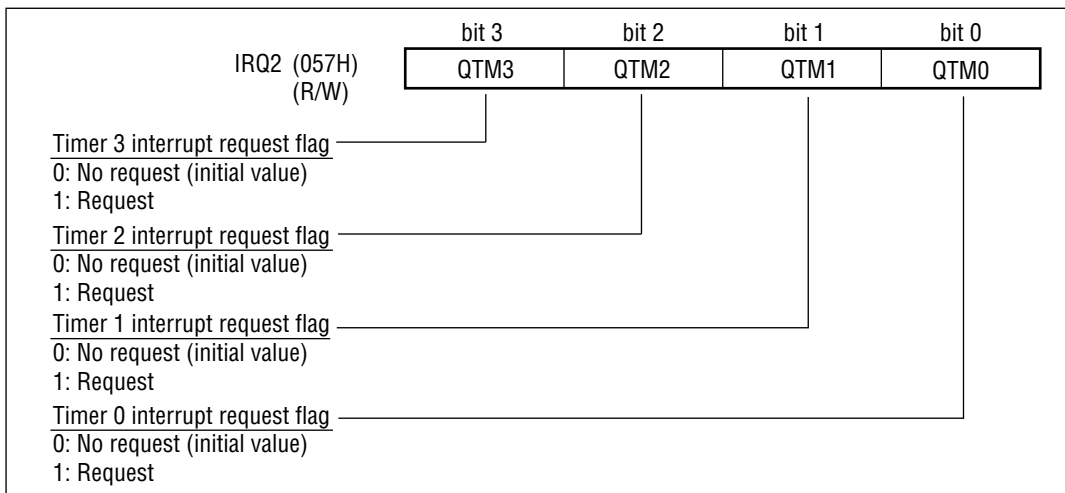 bit 3 bit 2 bit 1 bit 0
IRQ2 (057H) QTM3 QTM2 QTM1 QTM0
(R/W)
Timer 3 interrupt request flag
0: No request (initial value)
1: Request
Timer 2 interrupt request flag
0: No request (initial value)
1: Request
Timer 1 interrupt request flag
0: No request (initial value)
1: Request
Timer 0 interrupt request flag
0: No request (initial value)
1: Request